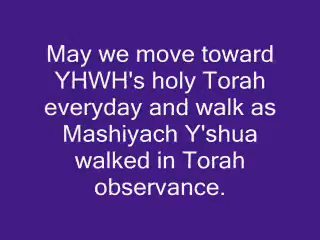 May we move toward
YHWH's holy Torah
everyday and walk as
Mashiyach Y'shua
walked in Torah
observance.